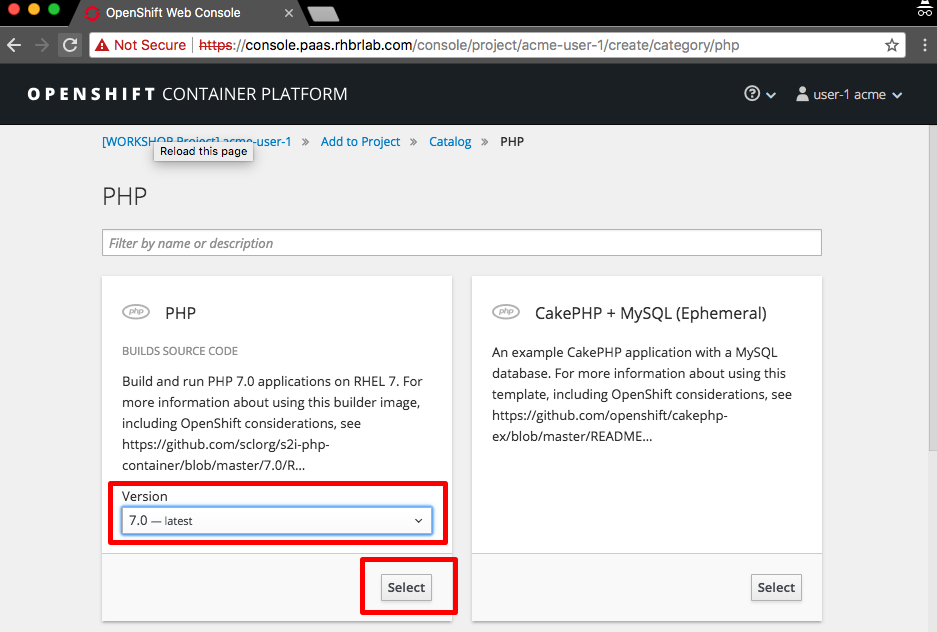 OpenShift Web Console
Not Secure | https://console.paas.rhbrlab.com/console/project/acme-user-1/create/category/php
OPENSHIFT CONTAINER PLATFORM
user-1 acme
[WORKSHOP Project] acme-user-1 » Add to Project » Catalog » PHP
Reload this page
PHP
Filter by name or description
php PHP
BUILDS SOURCE CODE
Build and run PHP 7.0 applications on RHEL 7. For
more information about using this builder image,
including OpenShift considerations, see
https://github.com/sclorg/s2i-php-
container/blob/master/7.0/R...
Version
7.0 — latest
Select
php CakePHP + MySQL (Ephemeral)
An example CakePHP application with a MySQL
database. For more information about using this
template, including OpenShift considerations, see
https://github.com/openshift/cakephp-
ex/blob/master/README...
Select